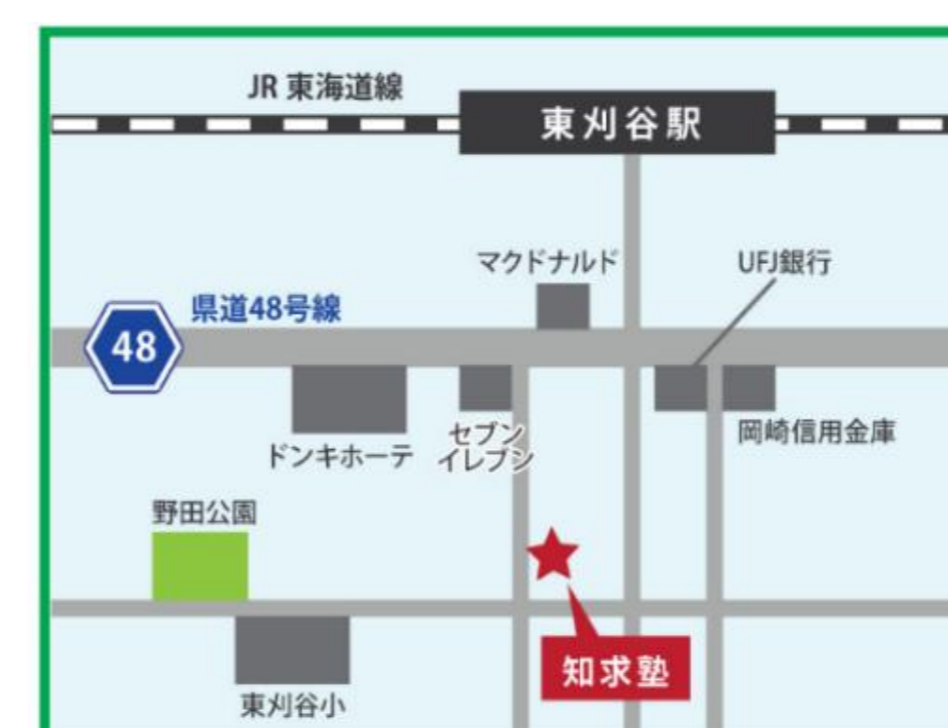 JR 東海道線
東刈谷駅
マクドナルド
UFJ銀行
県道48号線
48
ドンキホーテ
セブン
イレブン
岡崎信用金庫
野田公園
知求塾
東刈谷小